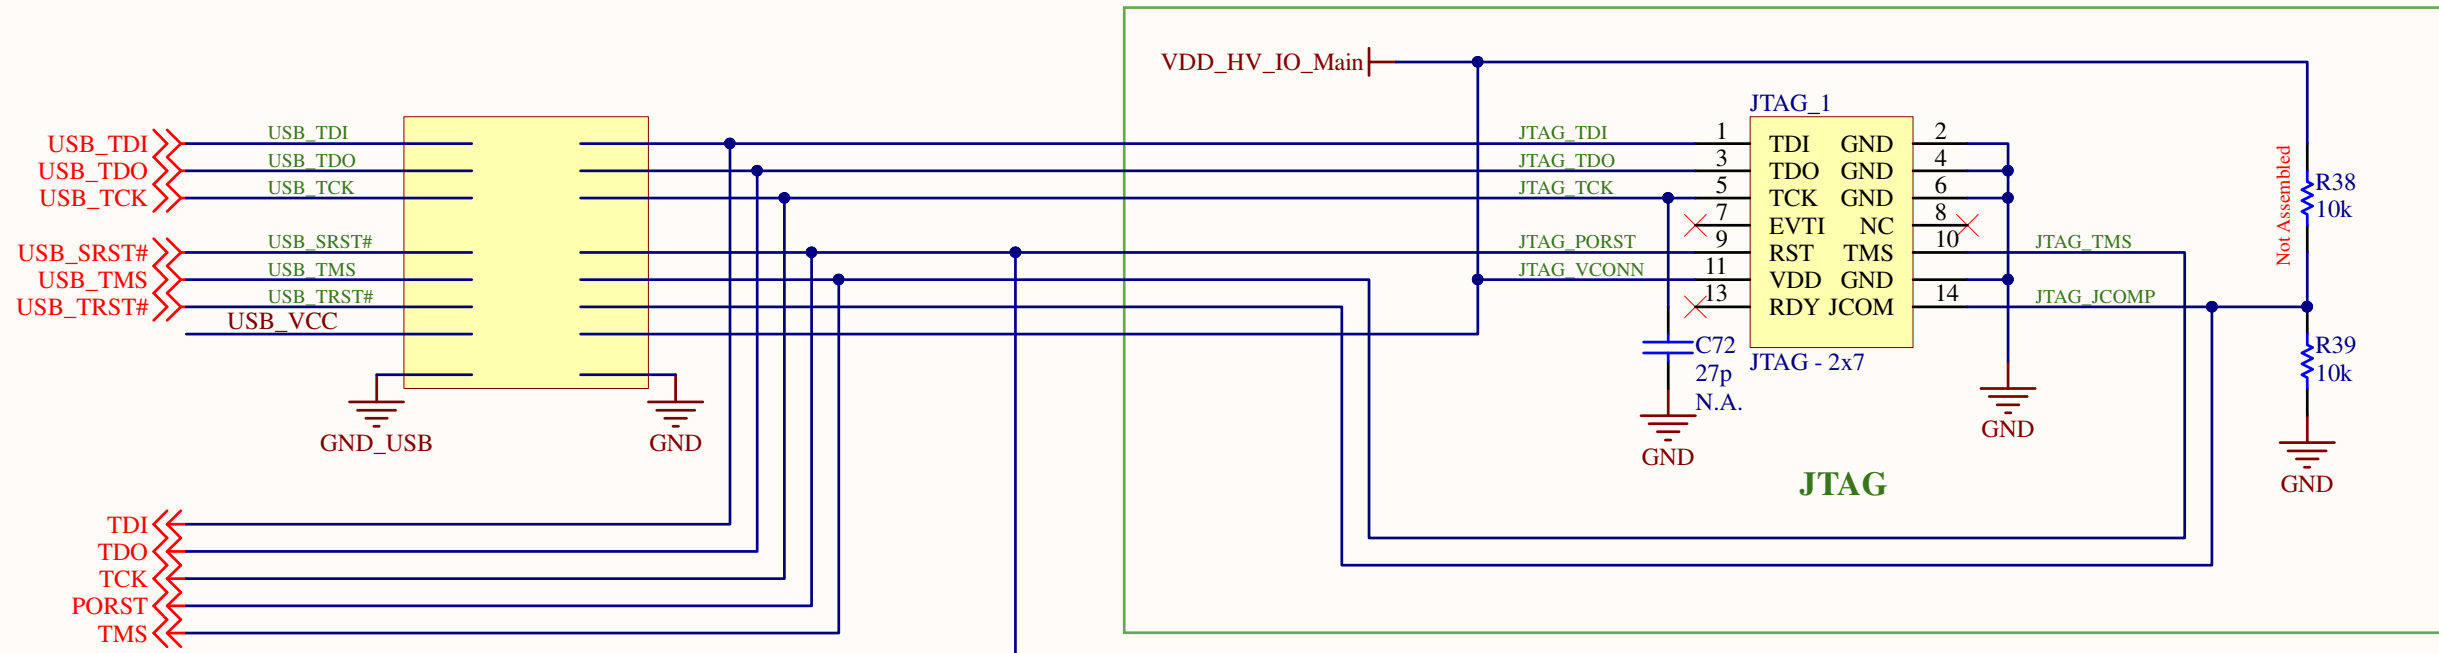 VDD_HV_IO_Main
JTAG_1
USB_TDI USB_TDI JTAG_TDI 1 TDI GND 2
USB_TDO USB_TDO JTAG_TDO 3 TDO GND 4
USB_TCK USB_TCK JTAG_TCK 5 TCK GND 6
7 EVTI NC 8
USB_SRST# USB_SRST# JTAG_PORST 9 RST TMS 10 JTAG_TMS
USB_TMS USB_TMS JTAG_VCONN 11 VDD GND
USB_TRST# USB_TRST# 13 RDY JCOM 14 JTAG_JCOMP
USB_VCC
Not Assembled
R38
10k
C72
27p
N.A.
JTAG - 2x7
R39
10k
GND_USB
GND
GND
GND
GND
JTAG
TDI
TDO
TCK
PORST
TMS